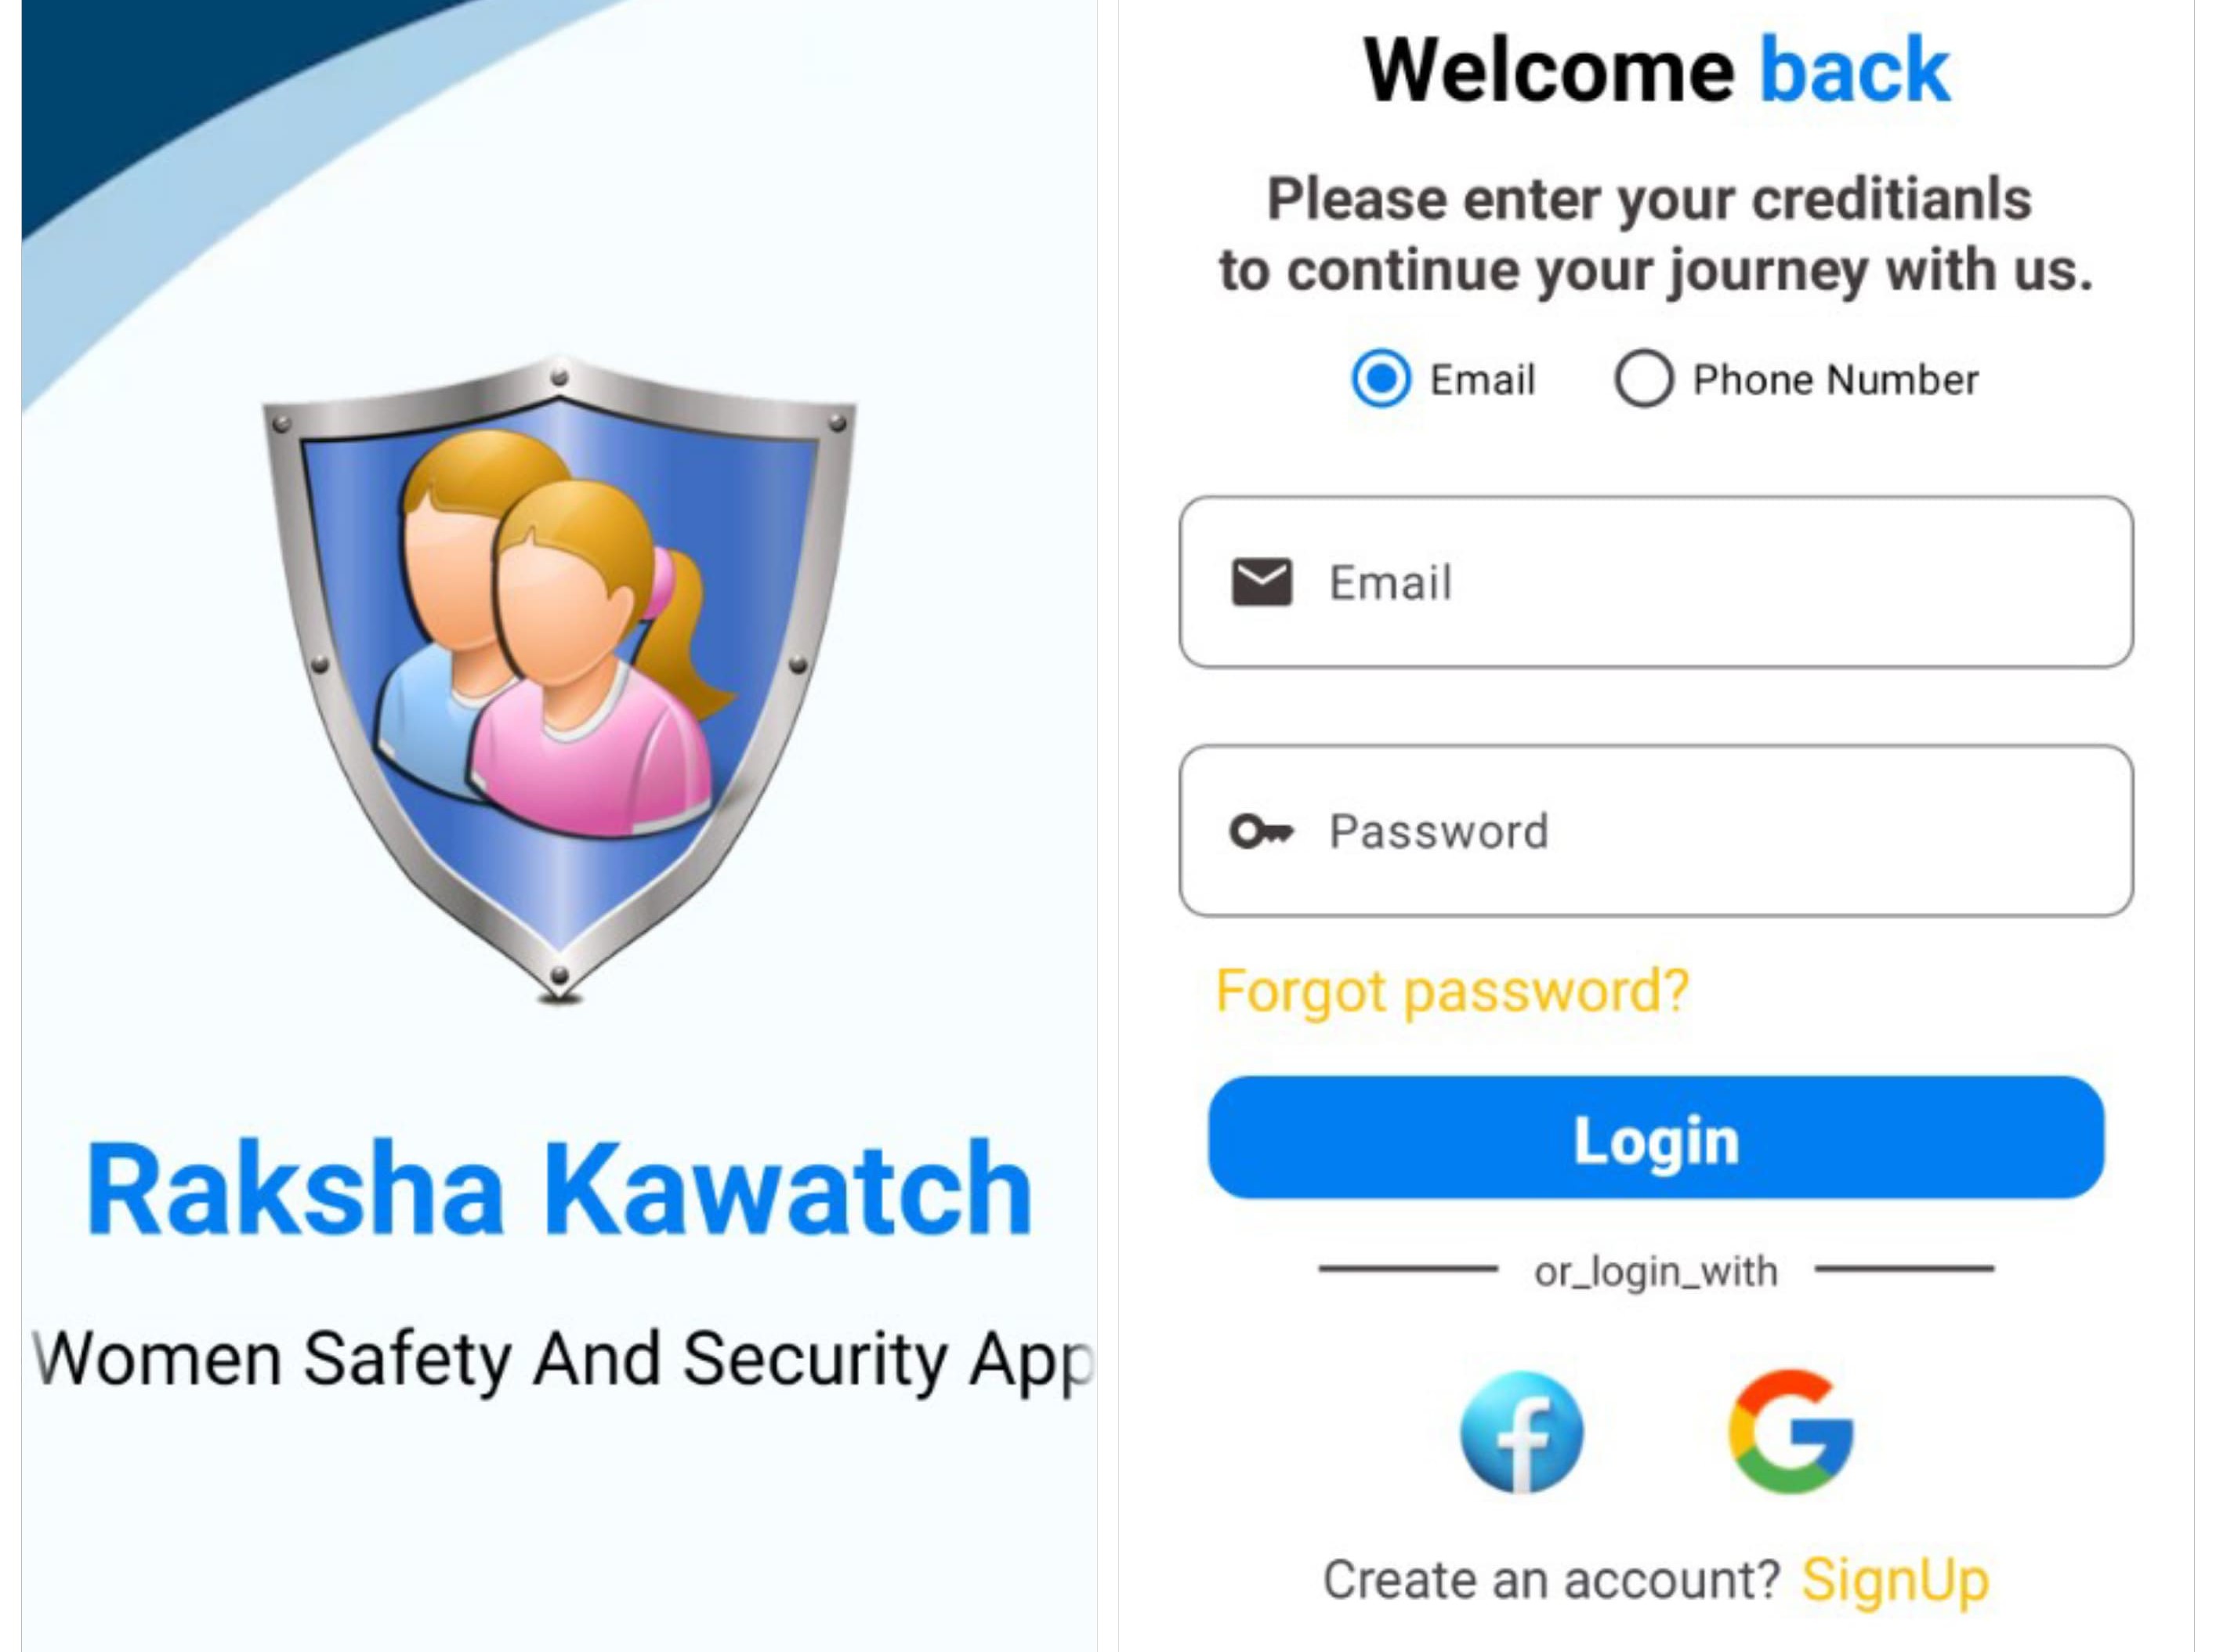 Raksha Kawatch
Women Safety And Security App
Welcome back
Please enter your creditianls
to continue your journey with us.
Email
Phone Number
Email
Password
Forgot password?
Login
or_login_with
Create an account? SignUp